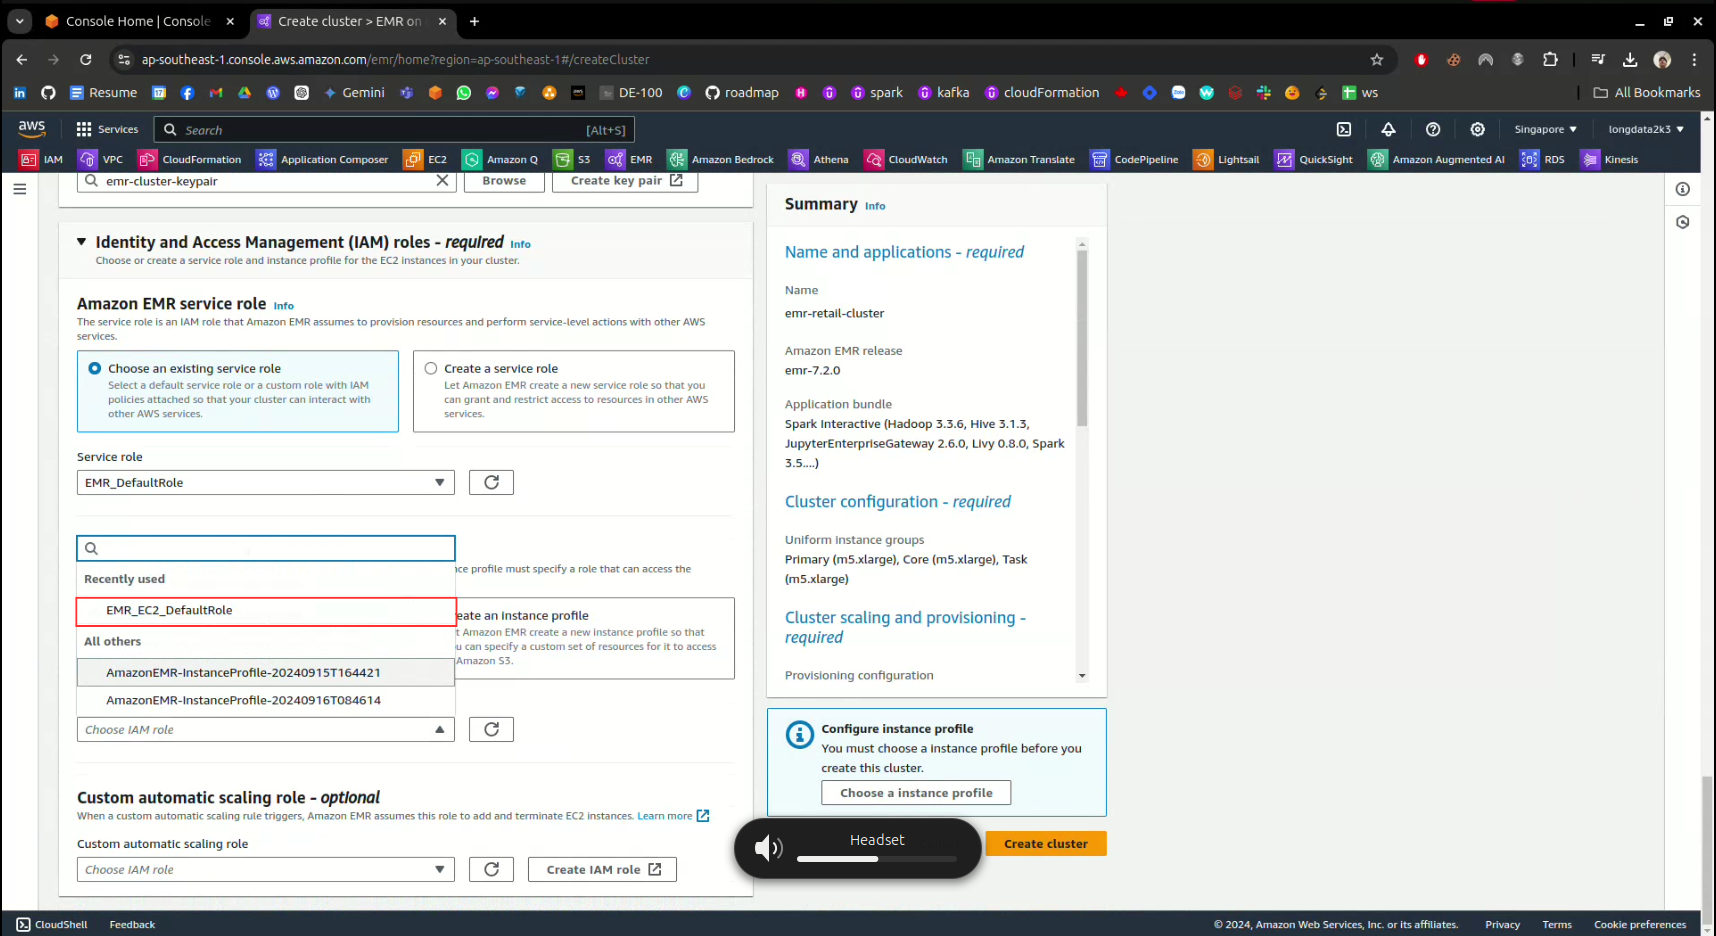 Console Home | Console
Create cluster > EMR on
ap-southeast-1.console.aws.amazon.com/emr/home?region=ap-southeast-1#/createCluster
Resume
Gemini
DE-100
roadmap
spark
kafka
cloudFormation
ws
All Bookmarks
aws
Services
Search
[Alt+S]
Singapore
longdata2k3
IAM
VPC
CloudFormation
Application Composer
EC2
Amazon Q
S3
EMR
Amazon Bedrock
Athena
CloudWatch
Amazon Translate
CodePipeline
Lightsail
QuickSight
Amazon Augmented AI
RDS
Kinesis
emr-cluster-keypair
Browse
Create key pair
Identity and Access Management (IAM) roles - required Info
Choose or create a service role and instance profile for the EC2 instances in your cluster.
Amazon EMR service role Info
The service role is an IAM role that Amazon EMR assumes to provision resources and perform service-level actions with other AWS
services.
Choose an existing service role
Select a default service role or a custom role with IAM
policies attached so that your cluster can interact with
other AWS services.
Create a service role
Let Amazon EMR create a new service role so that you
can grant and restrict access to resources in other AWS
services.
Service role
EMR_DefaultRole
nce profile must specify a role that can access the
Recently used
EMR_EC2_DefaultRole
All others
AmazonEMR-InstanceProfile-20240915T164421
AmazonEMR-InstanceProfile-20240916T084614
eate an instance profile
t Amazon EMR create a new instance profile so that
u can specify a custom set of resources for it to access
Amazon S3.
Choose IAM role
Custom automatic scaling role - optional
When a custom automatic scaling rule triggers, Amazon EMR assumes this role to add and terminate EC2 instances. Learn more
Custom automatic scaling role
Choose IAM role
Create IAM role
Summary Info
Name and applications - required
Name
emr-retail-cluster
Amazon EMR release
emr-7.2.0
Application bundle
Spark Interactive (Hadoop 3.3.6, Hive 3.1.3,
JupyterEnterpriseGateway 2.6.0, Livy 0.8.0, Spark
3.5....)
Cluster configuration - required
Uniform instance groups
Primary (m5.xlarge), Core (m5.xlarge), Task
(m5.xlarge)
Cluster scaling and provisioning -
required
Provisioning configuration
Configure instance profile
You must choose a instance profile before you
create this cluster.
Choose a instance profile
Headset
Create cluster
CloudShell
Feedback
© 2024, Amazon Web Services, Inc. or its affiliates.
Privacy
Terms
Cookie preferences